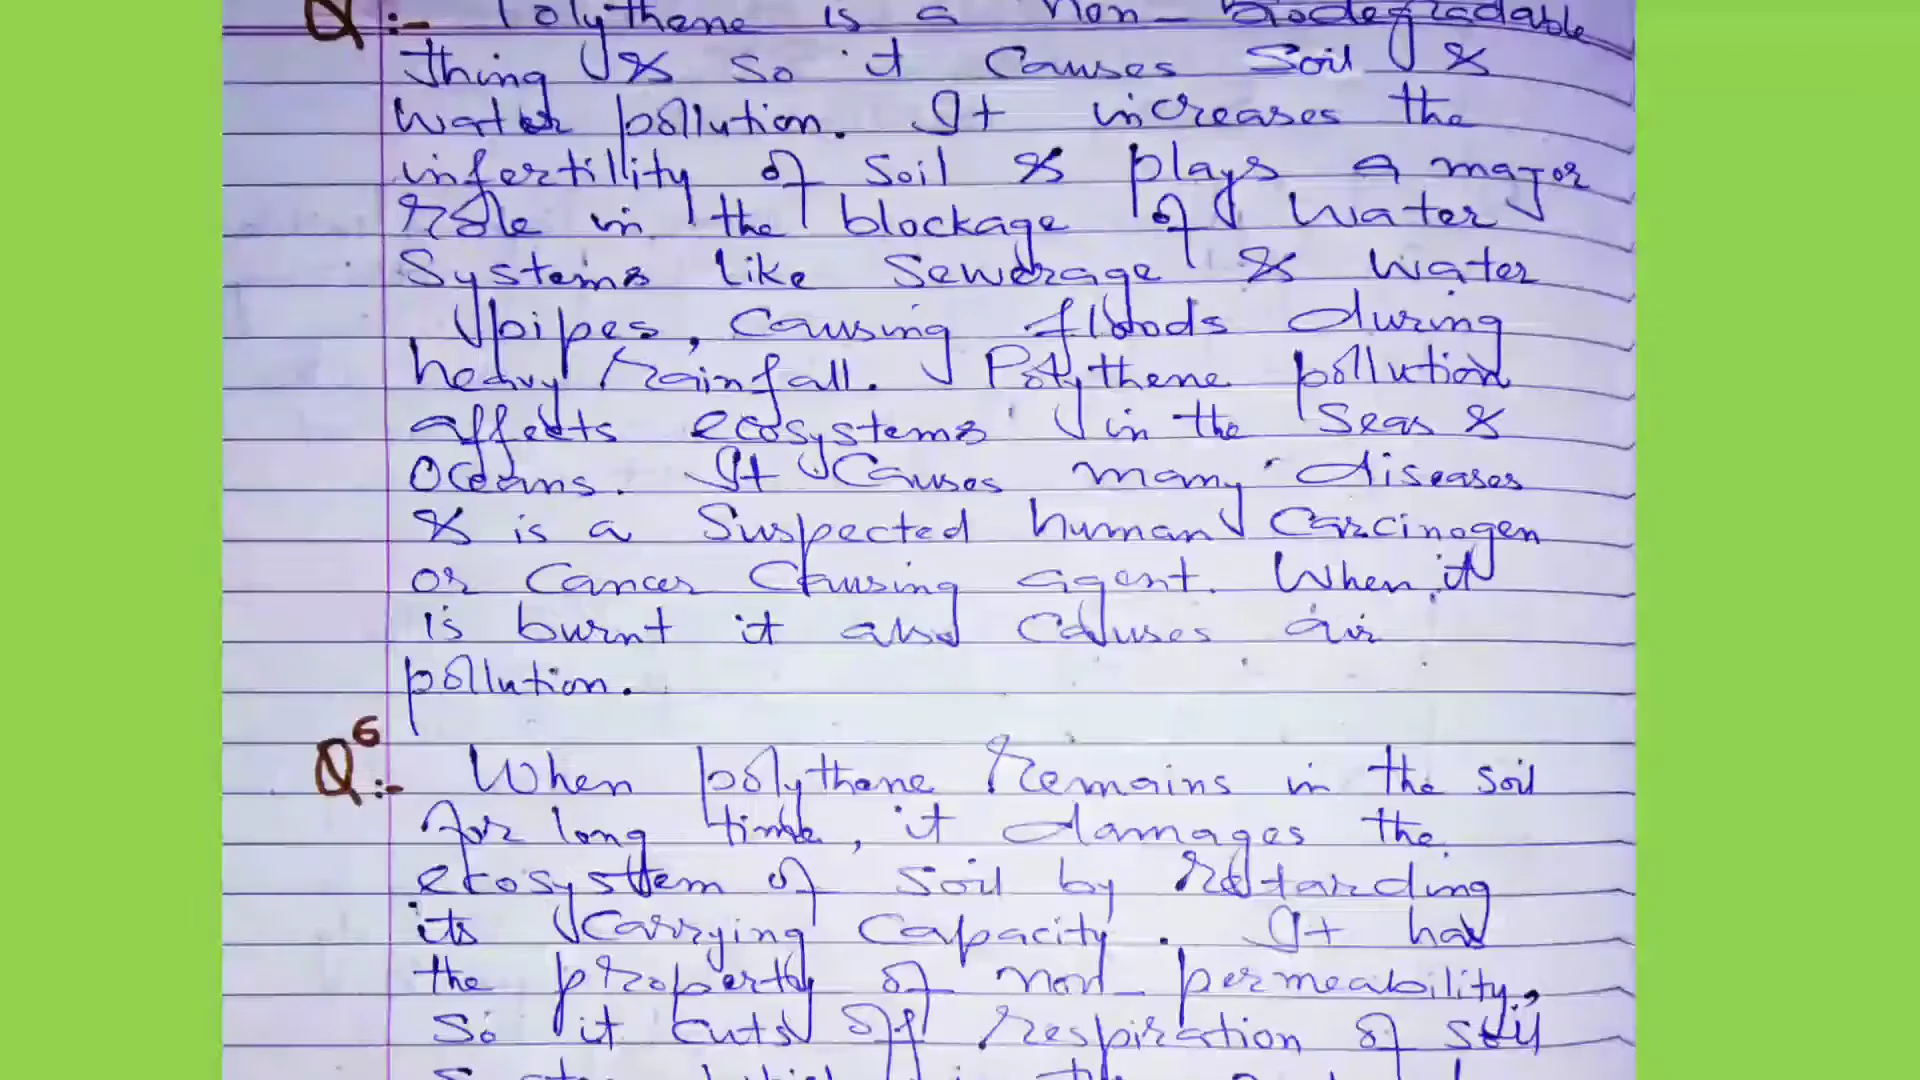 Q :- Polythene is a non-biodegradable
thing & so it causes soil &
water pollution. It increases the
infertillity of soil & plays a major
role in the blockage of water
systems like sewerage & water
pipes, causing floods during
heavy rainfall. Polythene pollution
affects ecosystems in the seas &
oceans. It causes many diseases
& is a suspected human carcinogen
or cancer causing agent. When it
is burnt it also causes air
pollution.
Q6 :- When polythene remains in the soil
for long time, it damages the
ecosystem of soil by retarding
its carrying capacity. It has
the property of non-permeability,
so it cuts off respiration of soil